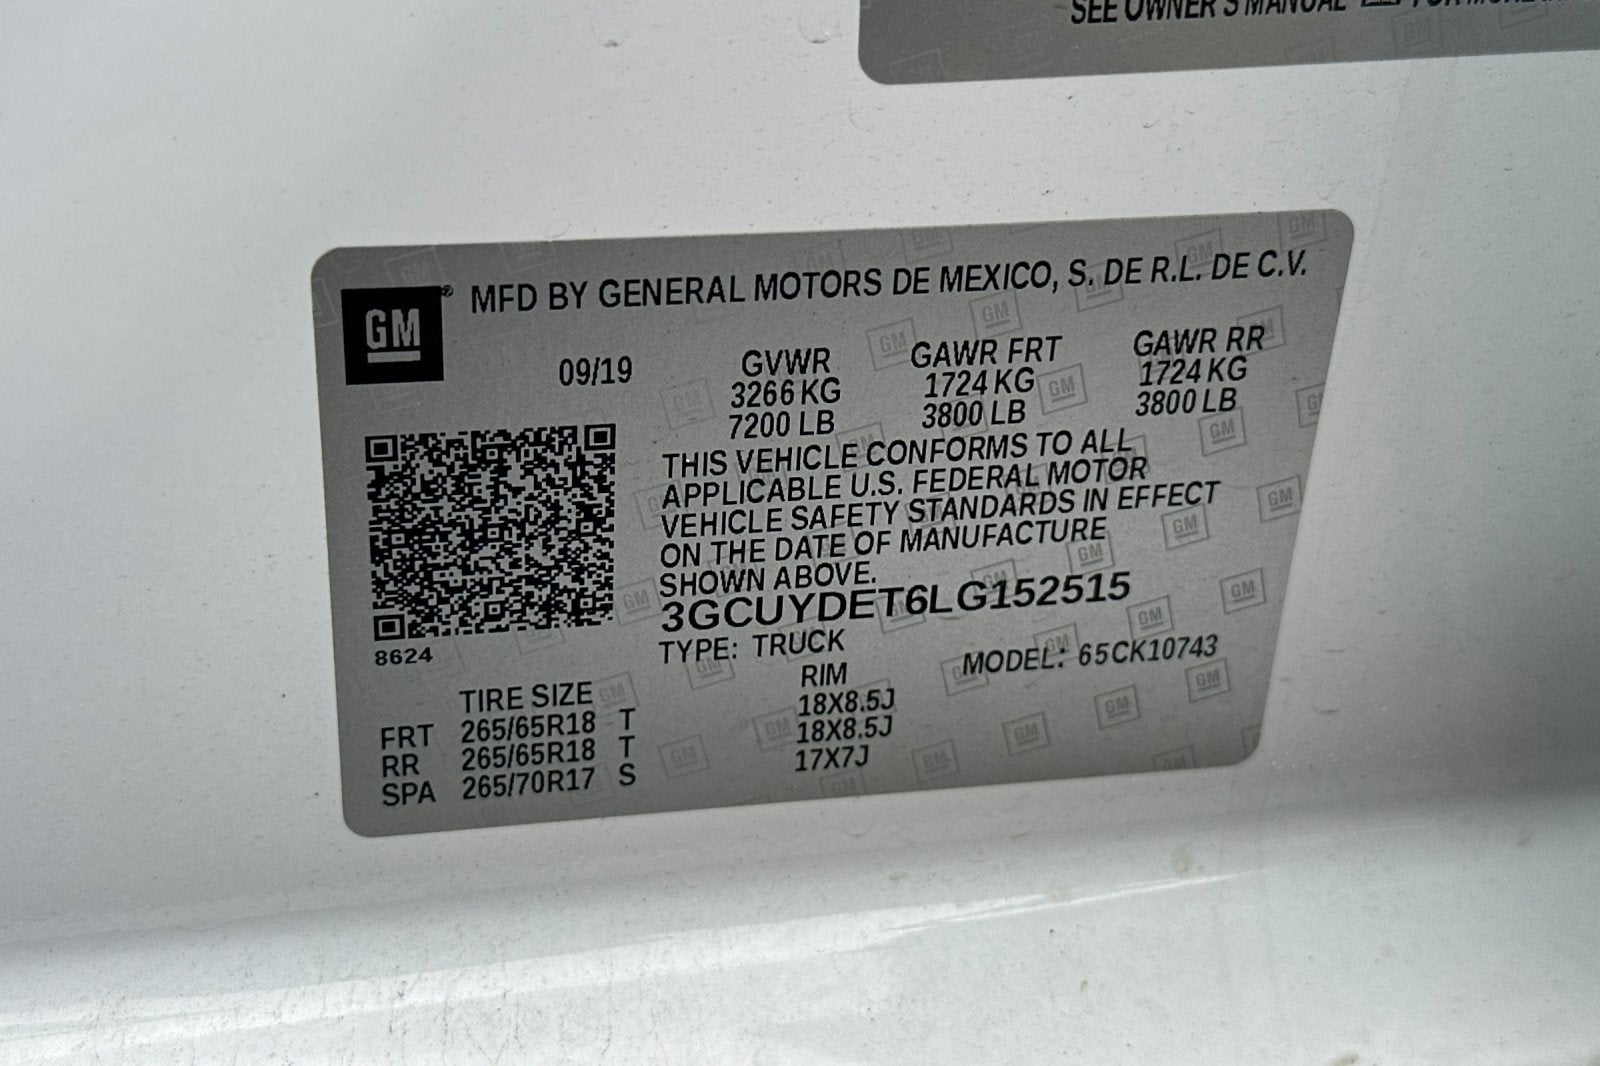 SEE OWNER'S MANUAL FOR MORE
GM® MFD BY GENERAL MOTORS DE MEXICO, S. DE R.L. DE C.V.
09/19 GVWR GAWR FRT GAWR RR
3266 KG 1724 KG 1724 KG
7200 LB 3800 LB 3800 LB
THIS VEHICLE CONFORMS TO ALL
APPLICABLE U.S. FEDERAL MOTOR
VEHICLE SAFETY STANDARDS IN EFFECT
ON THE DATE OF MANUFACTURE
SHOWN ABOVE.
3GCUYDET6LG152515
8624
TYPE: TRUCK MODEL: 65CK10743
TIRE SIZE RIM
FRT 265/65R18 T 18X8.5J
RR 265/65R18 T 18X8.5J
SPA 265/70R17 S 17X7J